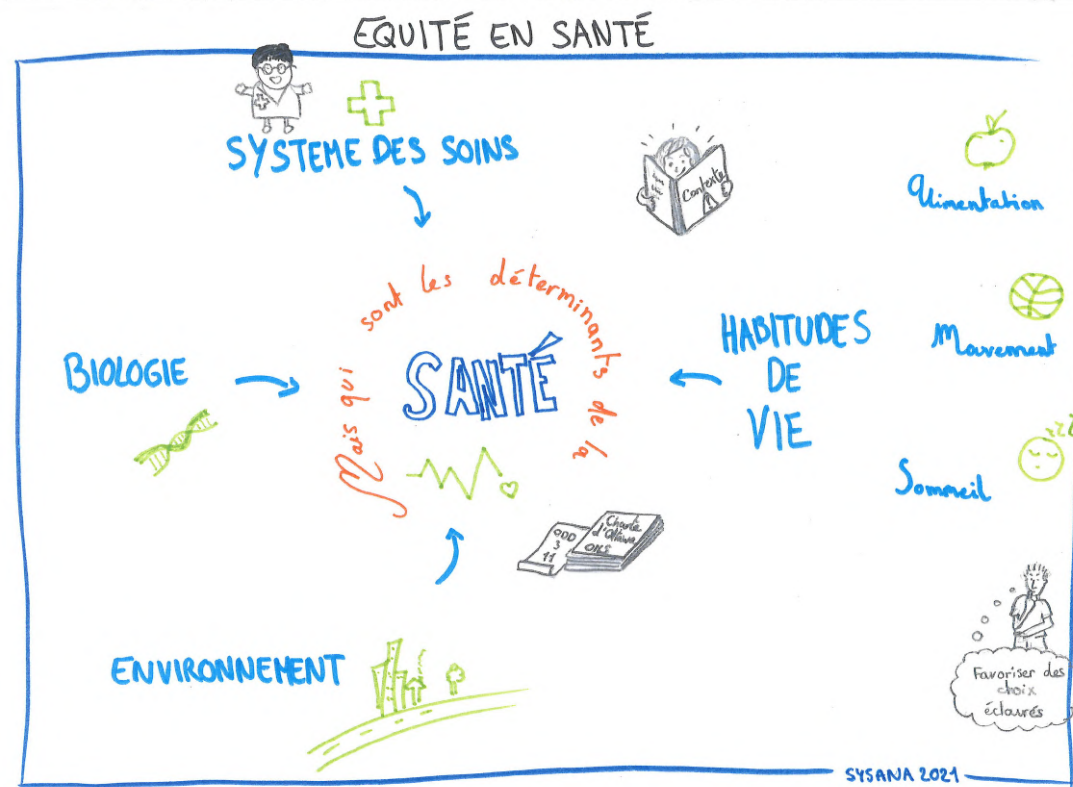 EQUITÉ EN SANTÉ
SYSTEME DES SOINS
Contexte
Alimentation
Mais qui sont les déterminants de la
SANTÉ
HABITUDES
DE
VIE
Mouvement
BIOLOGIE
Sommeil
ODD
3
11
Charte
d'Ottawa
OMS
ENVIRONNEMENT
Favoriser des
choix
éclairés
zzZ
SYSANA 2021